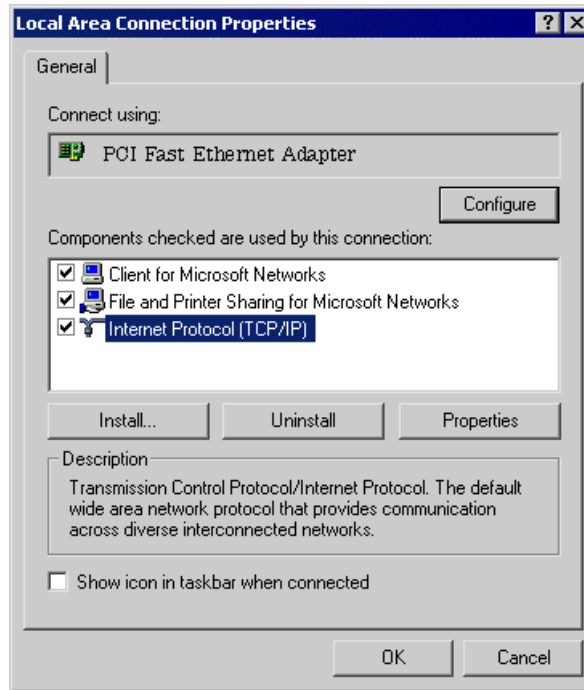 Local Area Connection Properties
General
Connect using:
PCI Fast Ethernet Adapter
Configure
Components checked are used by this connection:
Client for Microsoft Networks
File and Printer Sharing for Microsoft Networks
Internet Protocol (TCP/IP)
Install...
Uninstall
Properties
Description
Transmission Control Protocol/Internet Protocol. The default
wide area network protocol that provides communication
across diverse interconnected networks.
Show icon in taskbar when connected
OK
Cancel